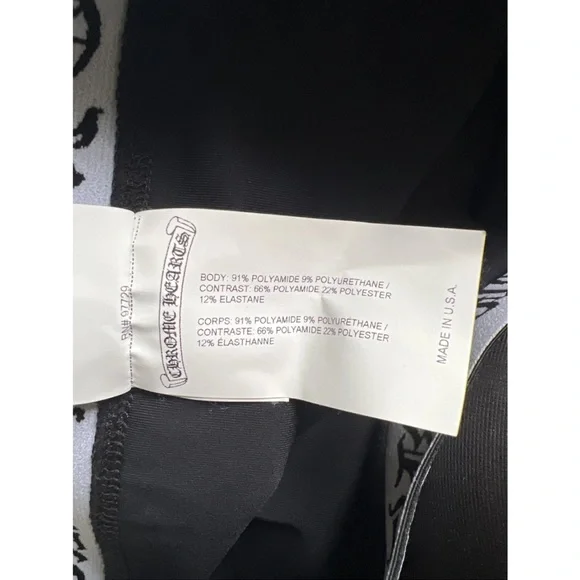 RN# 97729
CHROME HEARTS
BODY: 91% POLYAMIDE 9% POLYURETHANE /
CONTRAST: 66% POLYAMIDE 22% POLYESTER
12% ELASTANE
CORPS: 91% POLYAMIDE 9% POLYURÉTHANE /
CONTRASTE: 66% POLYAMIDE 22% POLYESTER
12% ÉLASTHANNE
MADE IN U.S.A.